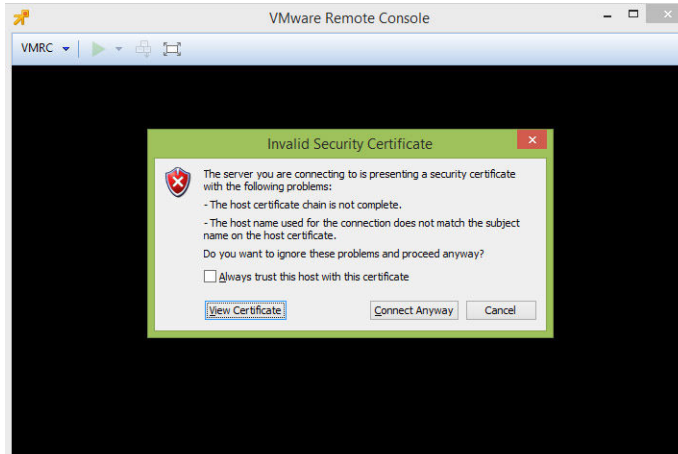 VMware Remote Console
VMRC
Invalid Security Certificate
The server you are connecting to is presenting a security certificate
with the following problems:
- The host certificate chain is not complete.
- The host name used for the connection does not match the subject
name on the host certificate.
Do you want to ignore these problems and proceed anyway?
Always trust this host with this certificate
View Certificate
Connect Anyway
Cancel